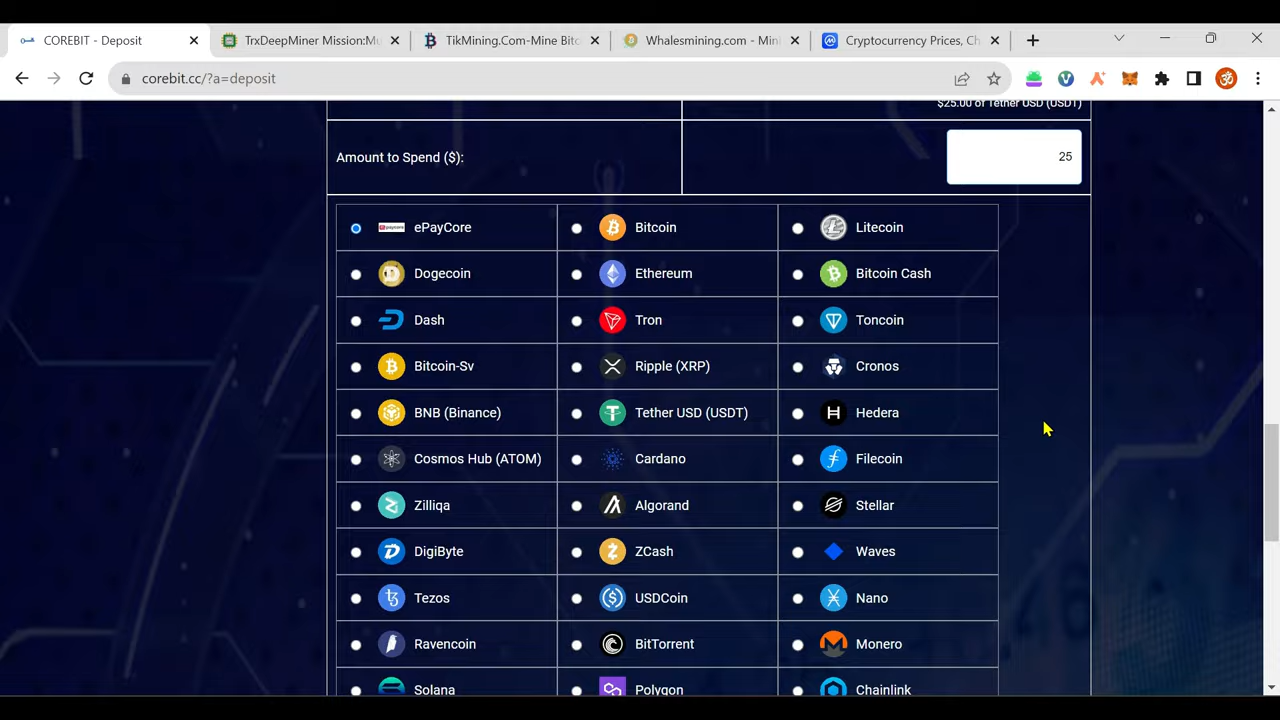 COREBIT - Deposit
TrxDeepMiner Mission:Mu
TikMining.Com-Mine Bitc
Whalesmining.com - Mini
Cryptocurrency Prices, Ch
corebit.cc/?a=deposit
$25.00 of Tether USD (USDT)
Amount to Spend ($):
25
ePayCore
Bitcoin
Litecoin
Dogecoin
Ethereum
Bitcoin Cash
Dash
Tron
Toncoin
Bitcoin-Sv
Ripple (XRP)
Cronos
BNB (Binance)
Tether USD (USDT)
Hedera
Cosmos Hub (ATOM)
Cardano
Filecoin
Zilliqa
Algorand
Stellar
DigiByte
ZCash
Waves
Tezos
USDCoin
Nano
Ravencoin
BitTorrent
Monero
Solana
Polygon
Chainlink